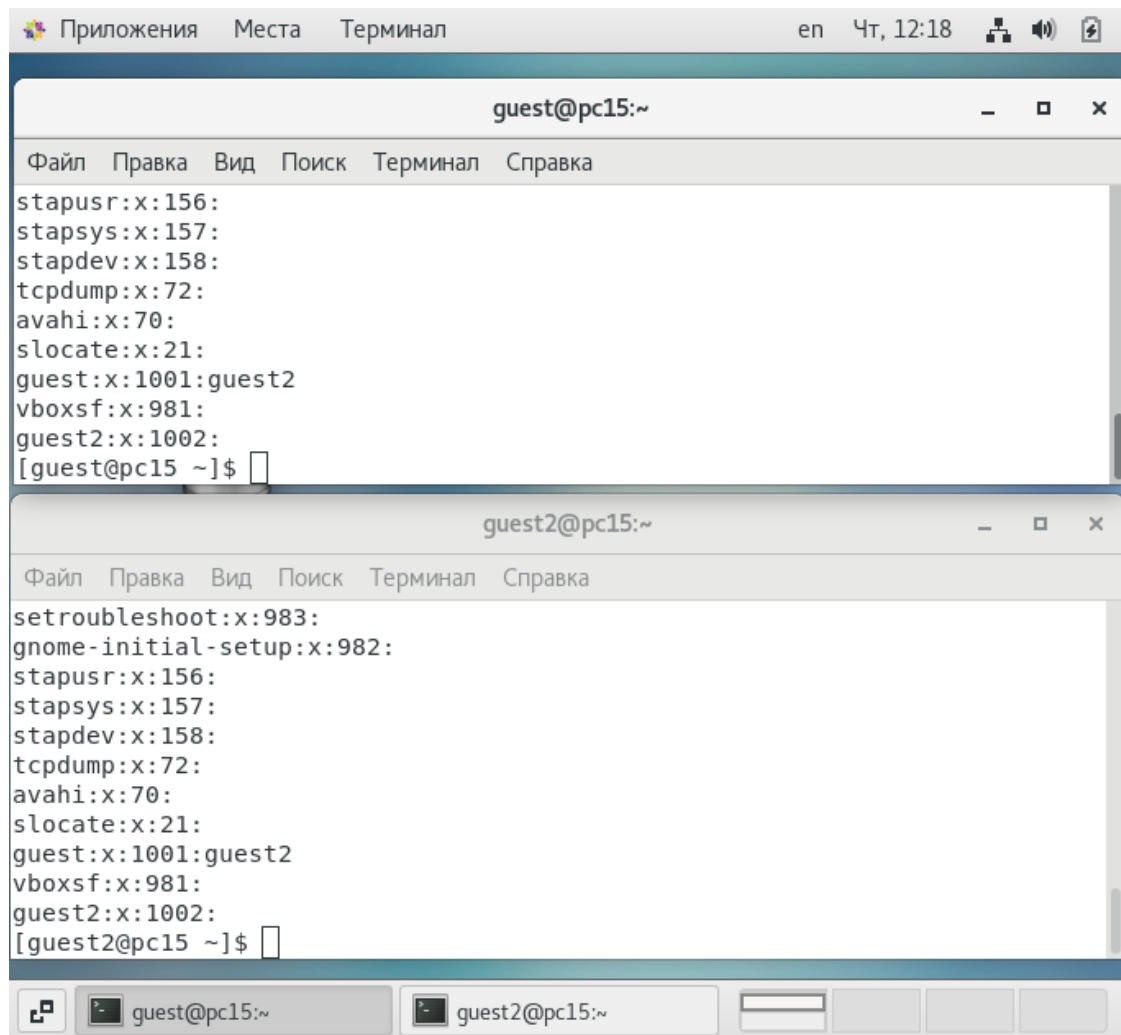 Приложения Места Терминал en Чт, 12:18
guest@pc15:~
Файл Правка Вид Поиск Терминал Справка
stapusr:x:156:
stapsys:x:157:
stapdev:x:158:
tcpdump:x:72:
avahi:x:70:
slocate:x:21:
guest:x:1001:guest2
vboxsf:x:981:
guest2:x:1002:
[guest@pc15 ~]$
guest2@pc15:~
Файл Правка Вид Поиск Терминал Справка
setroubleshoot:x:983:
gnome-initial-setup:x:982:
stapusr:x:156:
stapsys:x:157:
stapdev:x:158:
tcpdump:x:72:
avahi:x:70:
slocate:x:21:
guest:x:1001:guest2
vboxsf:x:981:
guest2:x:1002:
[guest2@pc15 ~]$
guest@pc15:~ guest2@pc15:~